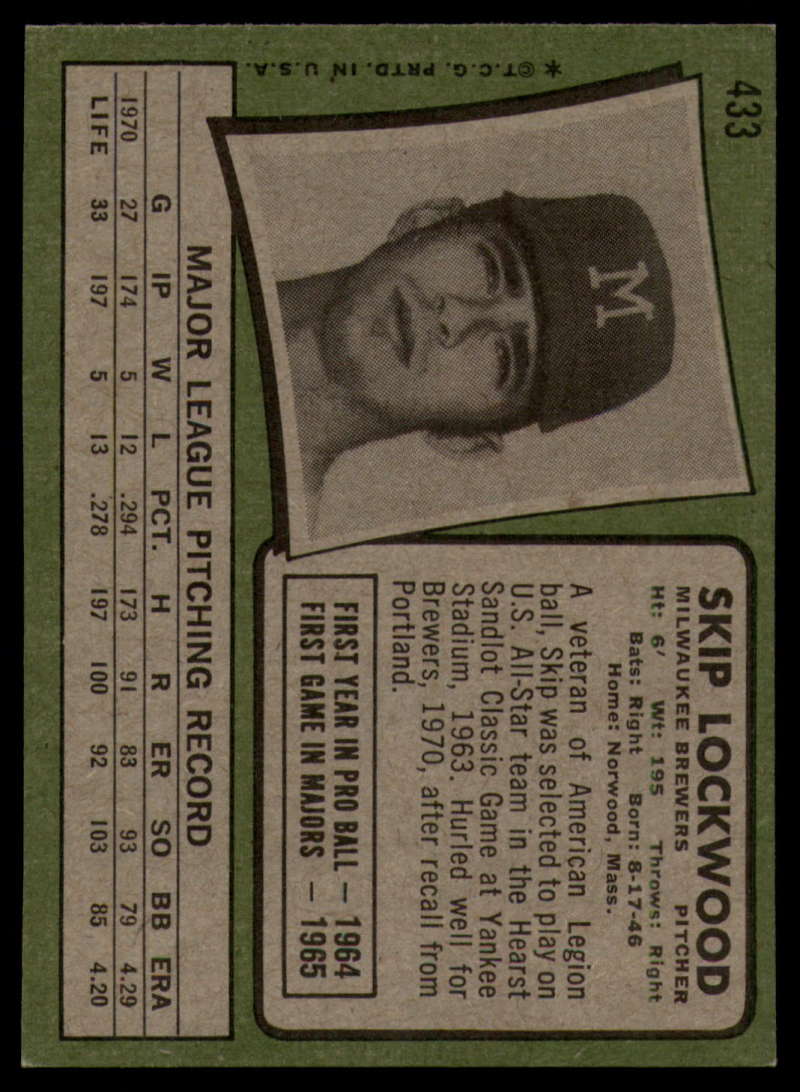 433
M
✶©T.C.G. PRTD. IN U.S.A.
SKIP LOCKWOOD
MILWAUKEE BREWERS PITCHER
Ht: 6′ Wt: 195 Throws: Right
Bats: Right Born: 8-17-46
Home: Norwood, Mass.
A veteran of American Legion
ball, Skip was selected to play on
U.S. All-Star team in the Hearst
Sandlot Classic Game at Yankee
Stadium, 1963. Hurled well for
Brewers, 1970, after recall from
Portland.
FIRST YEAR IN PRO BALL — 1964
FIRST GAME IN MAJORS — 1965
MAJOR LEAGUE PITCHING RECORD
G IP W L PCT. H R ER SO BB ERA
1970 27 174 5 12 .294 173 91 83 93 79 4.29
LIFE 33 197 5 13 .278 197 100 92 103 85 4.20